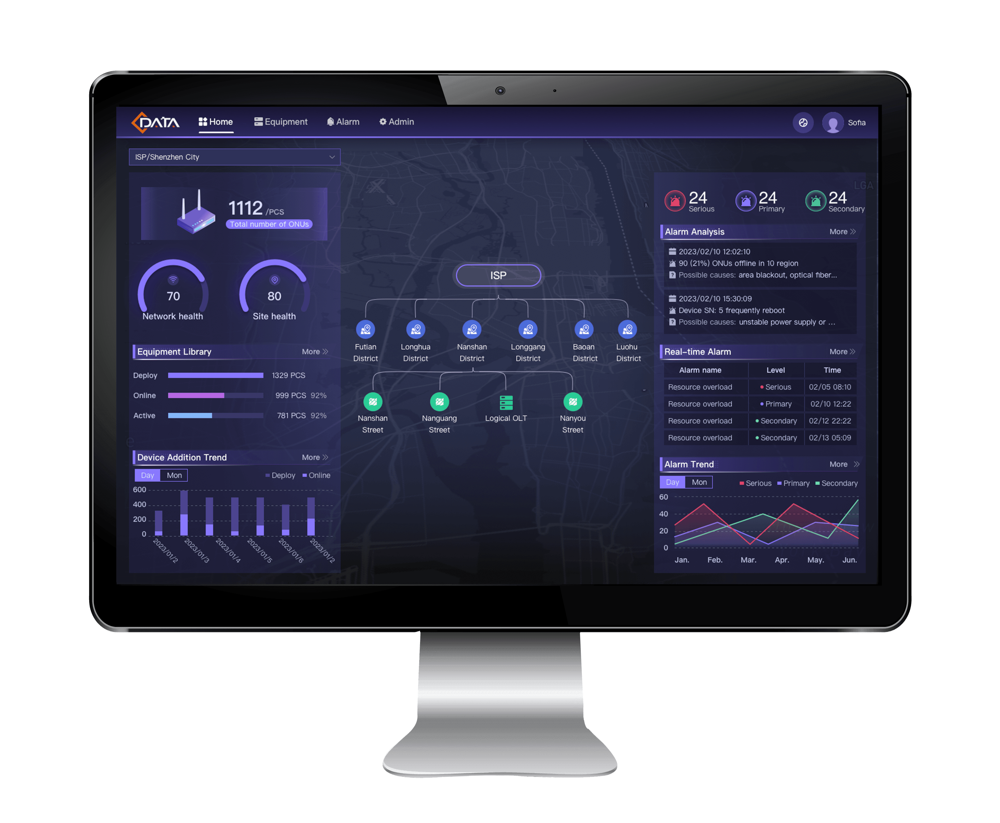 CDATA
Home
Equipment
Alarm
Admin
Sofia
ISP/Shenzhen City
1112 /PCS
Total number of ONUs
70
Network health
80
Site health
Equipment Library
More
Deploy 1329 PCS
Online 999 PCS 92%
Active 781 PCS 92%
Device Addition Trend
More
Day Mon
Deploy Online
600
400
200
0
2023/01/2
2023/01/3
2023/01/4
2023/01/5
2023/01/6
2023/01/2
ISP
Futian
District
Longhua
District
Nanshan
District
Longgang
District
Baoan
District
Luohu
District
Nanshan
Street
Nanguang
Street
Logical OLT
Nanyou
Street
LGA
24
Serious
24
Primary
24
Secondary
Alarm Analysis
More
2023/02/10 12:02:10
90 (21%) ONUs offline in 10 region
Possible causes: area blackout, optical fiber...
2023/02/10 15:30:09
Device SN: 5 frequently reboot
Possible causes: unstable power supply or ...
Real-time Alarm
More
Alarm name Level Time
Resource overload Serious 02/05 08:10
Resource overload Primary 02/10 12:22
Resource overload Secondary 02/12 22:22
Resource overload Secondary 02/13 05:09
Alarm Trend
More
Day Mon
Serious Primary Secondary
60
40
20
0
Jan. Feb. Mar. Apr. May. Jun.